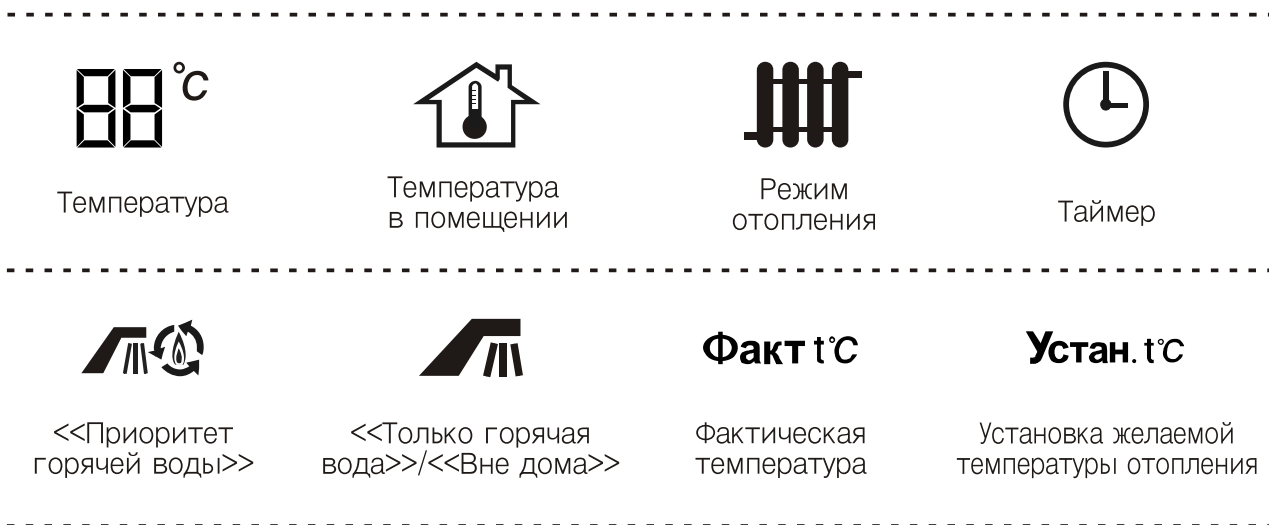 88 °C
Температура
Температура
в помещении
Режим
отопления
Таймер
<<Приоритет
горячей воды>>
<<Только горячая
вода>>/<<Вне дома>>
Факт t°C
Фактическая
температура
Устан. t°C
Установка желаемой
температуры отопления